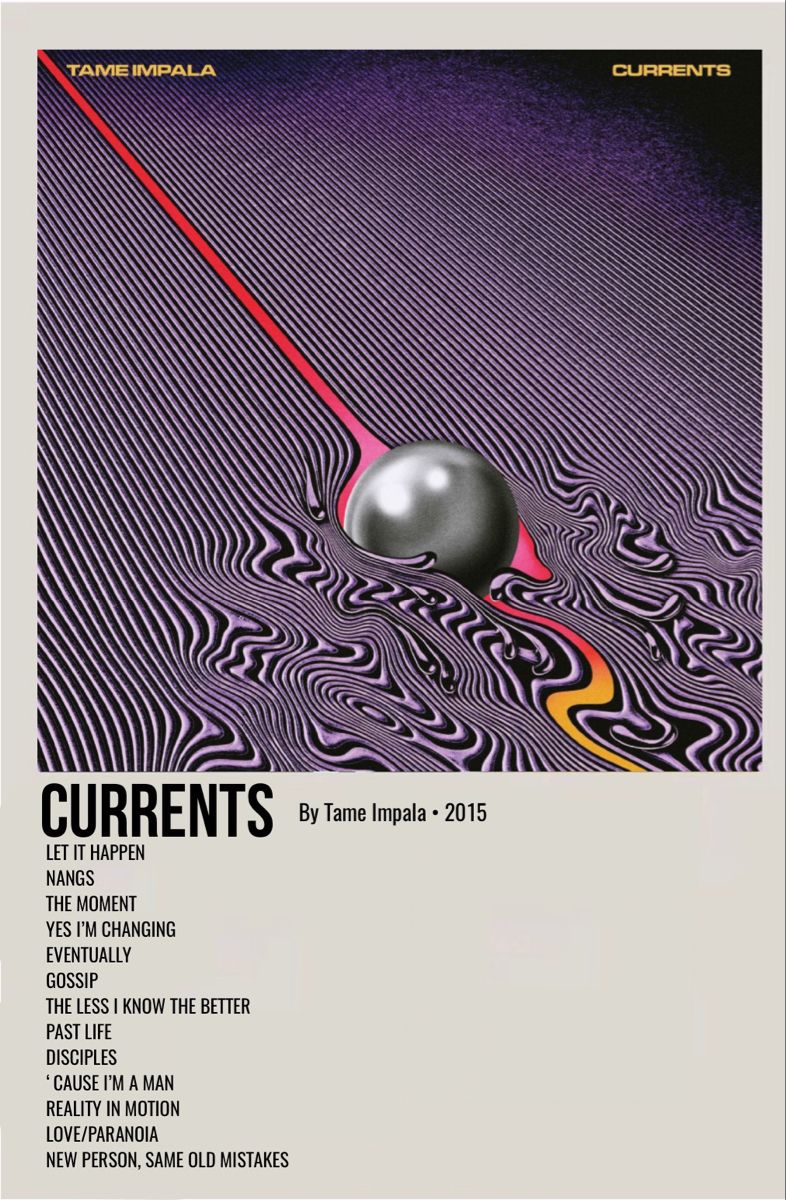 TAME IMPALA CURRENTS
CURRENTS By Tame Impala • 2015
LET IT HAPPEN
NANGS
THE MOMENT
YES I'M CHANGING
EVENTUALLY
GOSSIP
THE LESS I KNOW THE BETTER
PAST LIFE
DISCIPLES
‘ CAUSE I'M A MAN
REALITY IN MOTION
LOVE/PARANOIA
NEW PERSON, SAME OLD MISTAKES